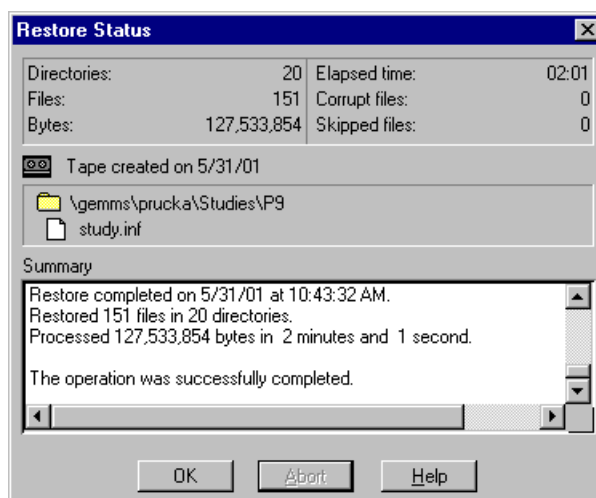 Restore Status
Directories: 20 Elapsed time: 02:01
Files: 151 Corrupt files: 0
Bytes: 127,533,854 Skipped files: 0
Tape created on 5/31/01
\gemms\prucka\Studies\P9
study.inf
Summary
Restore completed on 5/31/01 at 10:43:32 AM.
Restored 151 files in 20 directories.
Processed 127,533,854 bytes in  2 minutes and  1 second.
The operation was successfully completed.
OK Abort Help